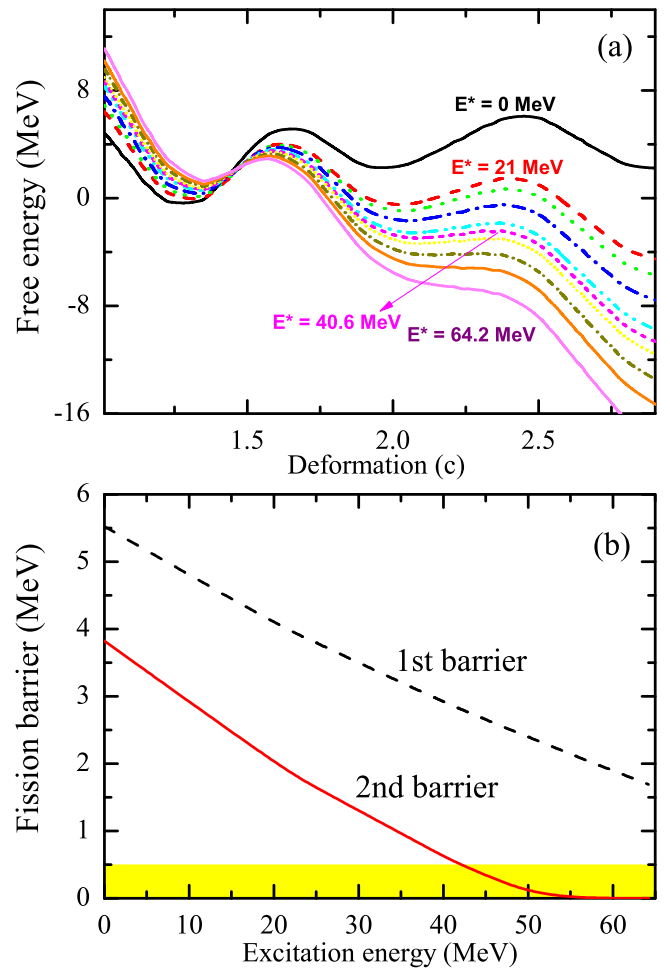 (a)
8
0
-8
-16
Free energy (MeV)
E* = 0 MeV
E* = 21 MeV
E* = 40.6 MeV
E* = 64.2 MeV
1.5
2.0
2.5
Deformation (c)
(b)
6
5
4
3
2
1
0
Fission barrier (MeV)
1st barrier
2nd barrier
0
10
20
30
40
50
60
Excitation energy (MeV)